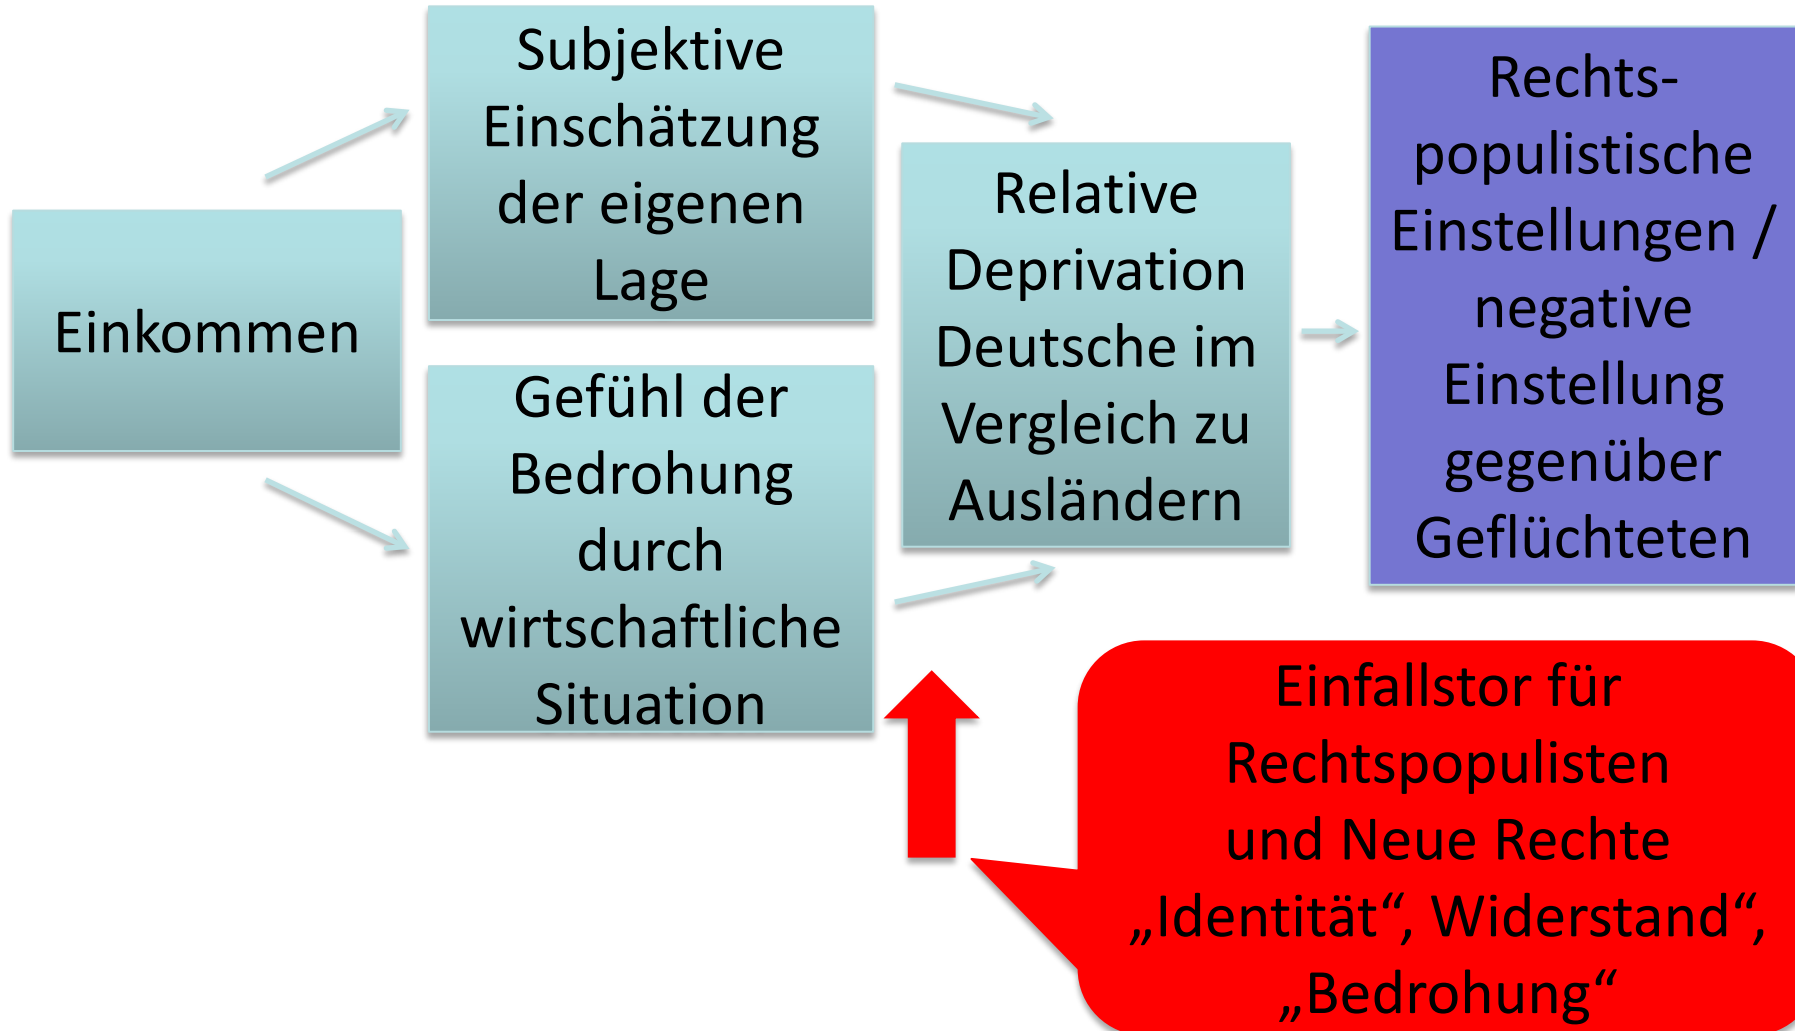 Einkommen
Subjektive
Einschätzung
der eigenen
Lage
Gefühl der
Bedrohung
durch
wirtschaftliche
Situation
Relative
Deprivation
Deutsche im
Vergleich zu
Ausländern
Rechts-
populistische
Einstellungen /
negative
Einstellung
gegenüber
Geflüchteten
Einfallstor für
Rechtspopulisten
und Neue Rechte
„Identität“, Widerstand“,
„Bedrohung“